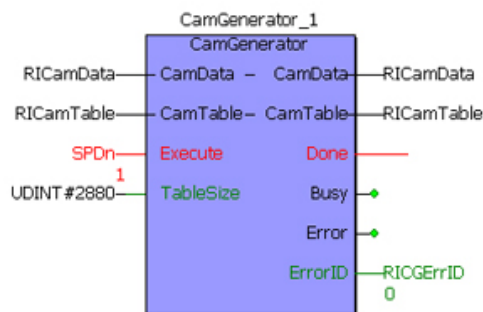 CamGenerator_1
CamGenerator
RICamData CamData – CamData RICamData
RICamTable CamTable – CamTable RICamTable
SPDn Execute Done
1
UDINT#2880 TableSize Busy
Error
ErrorID RICGErrID
0